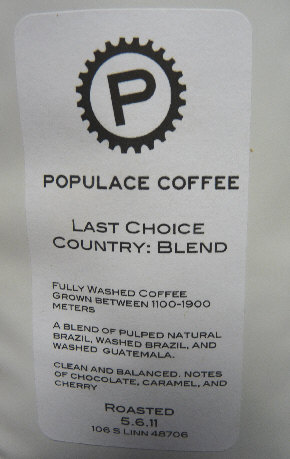 P
POPULACE COFFEE
LAST CHOICE
COUNTRY: BLEND
FULLY WASHED COFFEE
GROWN BETWEEN 1100-1900
METERS
A BLEND OF PULPED NATURAL
BRAZIL, WASHED BRAZIL, AND
WASHED GUATEMALA.
CLEAN AND BALANCED. NOTES
OF CHOCOLATE, CARAMEL, AND
CHERRY
ROASTED
5.6.11
106 S LINN 48706